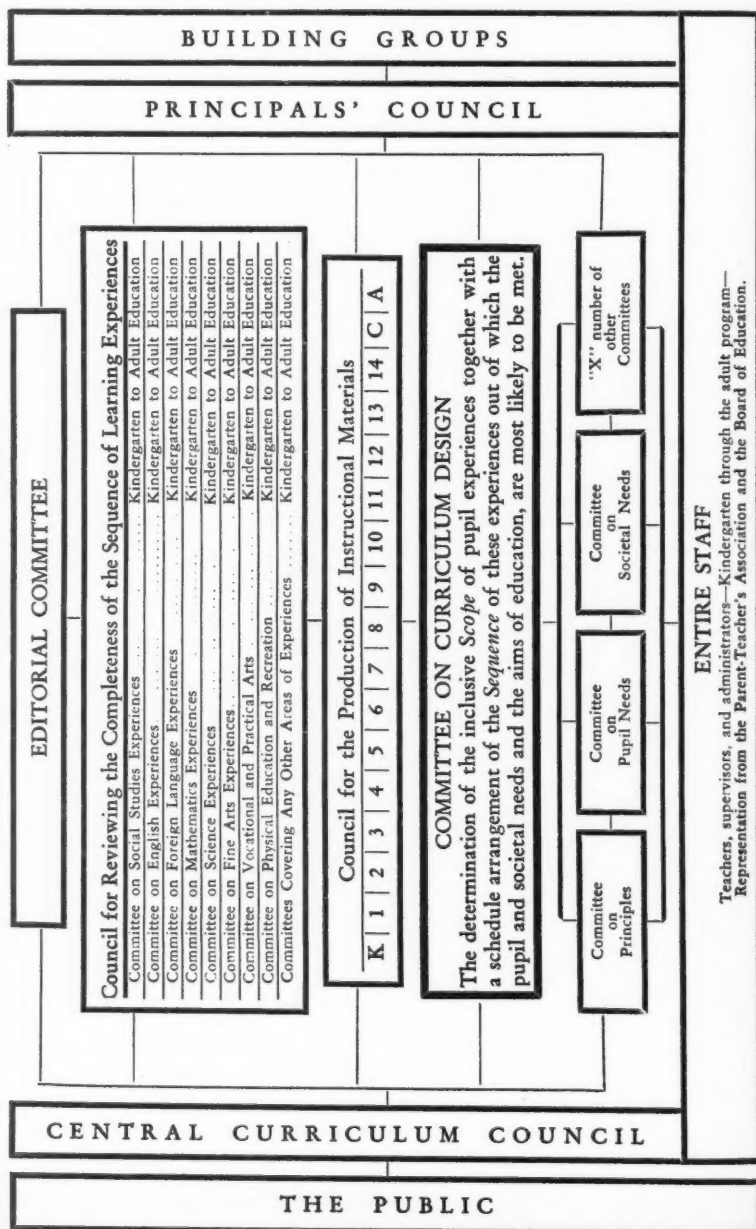 THE PUBLIC
CENTRAL CURRICULUM COUNCIL
EDITORIAL COMMITTEE
Council for Reviewing the Completeness of the Sequence of Learning Experiences
Committee on Social Studies Experiences ........ Kindergarten to Adult Education
Committee on English Experiences ........ Kindergarten to Adult Education
Committee on Foreign Language Experiences ........ Kindergarten to Adult Education
Committee on Mathematics Experiences ........ Kindergarten to Adult Education
Committee on Science Experiences ........ Kindergarten to Adult Education
Committee on Fine Arts Experiences ........ Kindergarten to Adult Education
Committee on Vocational and Practical Arts ........ Kindergarten to Adult Education
Committee on Physical Education and Recreation ........ Kindergarten to Adult Education
Committees Covering Any Other Areas of Experiences ........ Kindergarten to Adult Education
Council for the Production of Instructional Materials
K | 1 | 2 | 3 | 4 | 5 | 6 | 7 | 8 | 9 | 10 | 11 | 12 | 13 | 14 | C | A
COMMITTEE ON CURRICULUM DESIGN
The determination of the inclusive Scope of pupil experiences together with
a schedule arrangement of the Sequence of these experiences out of which the
pupil and societal needs and the aims of education, are most likely to be met.
Committee
on
Principles
Committee
on
Pupil Needs
Committee
on
Societal Needs
"X" number of
other
Committees
PRINCIPALS' COUNCIL
BUILDING GROUPS
ENTIRE STAFF
Teachers, supervisors, and administrators—Kindergarten through the adult program—
Representation from the Parent-Teacher's Association and the Board of Education.